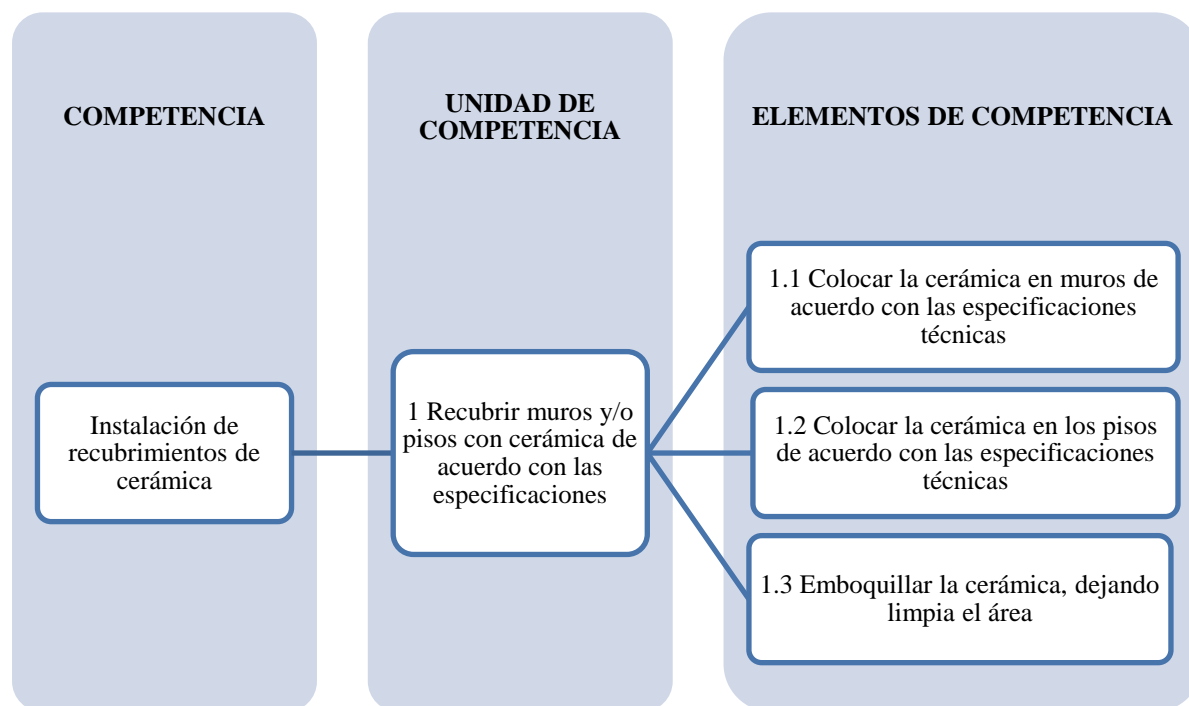 COMPETENCIA
UNIDAD DE
COMPETENCIA
ELEMENTOS DE COMPETENCIA
Instalación de
recubrimientos de
cerámica
1 Recubrir muros y/o
pisos con cerámica de
acuerdo con las
especificaciones
1.1 Colocar la cerámica en muros de
acuerdo con las especificaciones
técnicas
1.2 Colocar la cerámica en los pisos
de acuerdo con las especificaciones
técnicas
1.3 Emboquillar la cerámica, dejando
limpia el área